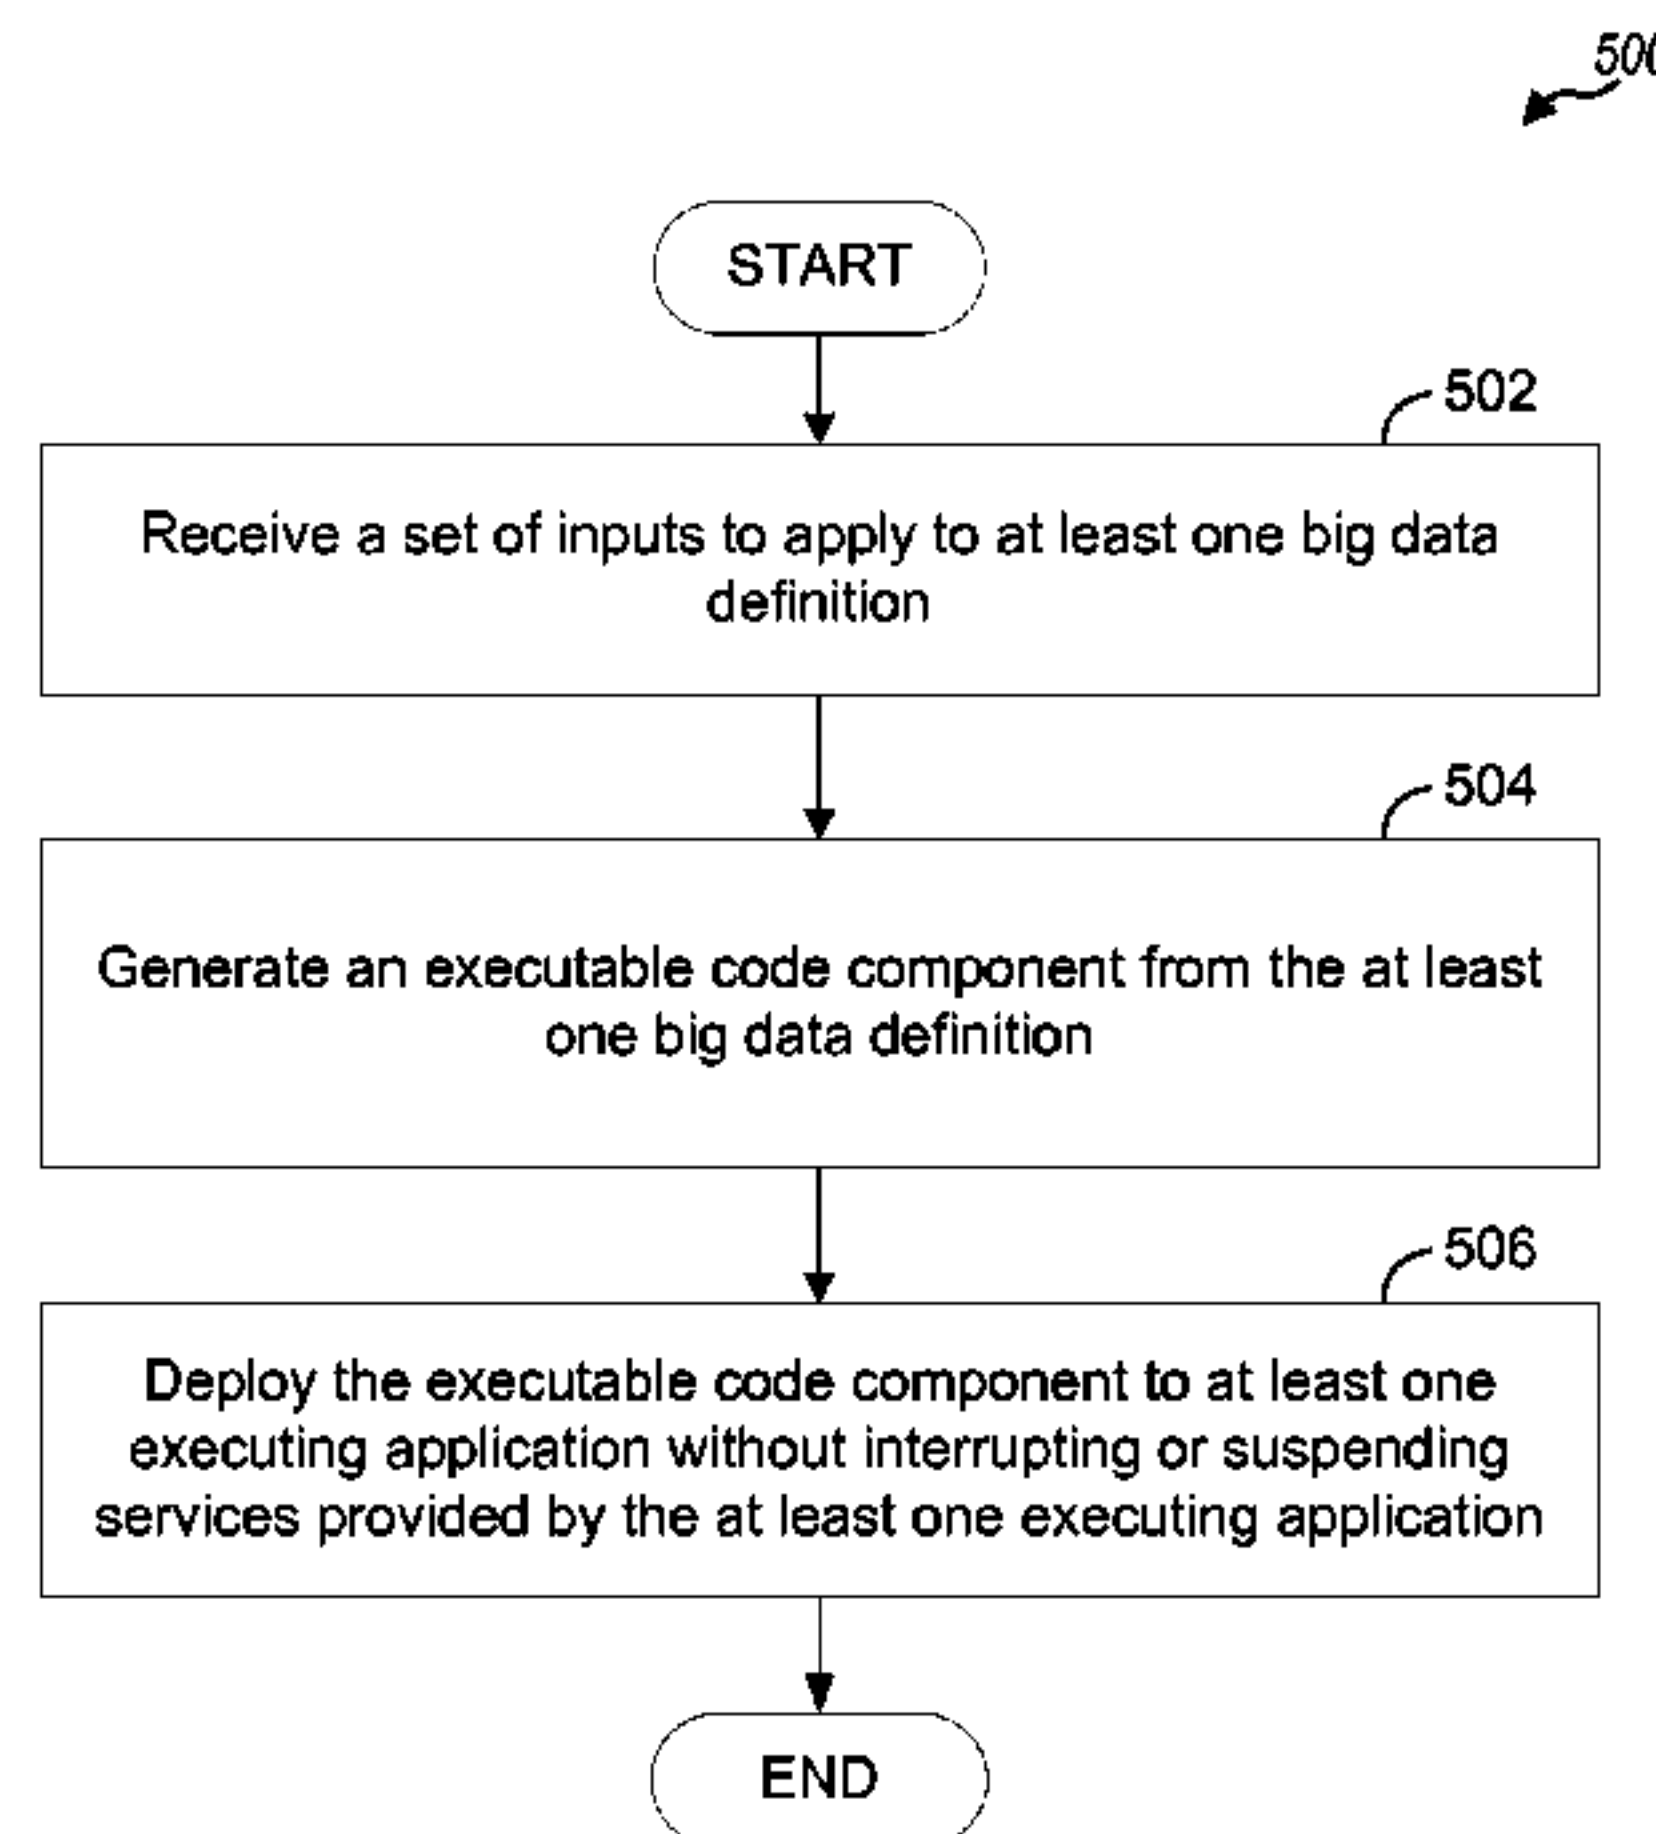 500
START
502
Receive a set of inputs to apply to at least one big data
definition
504
Generate an executable code component from the at least
one big data definition
506
Deploy the executable code component to at least one
executing application without interrupting or suspending
services provided by the at least one executing application
END